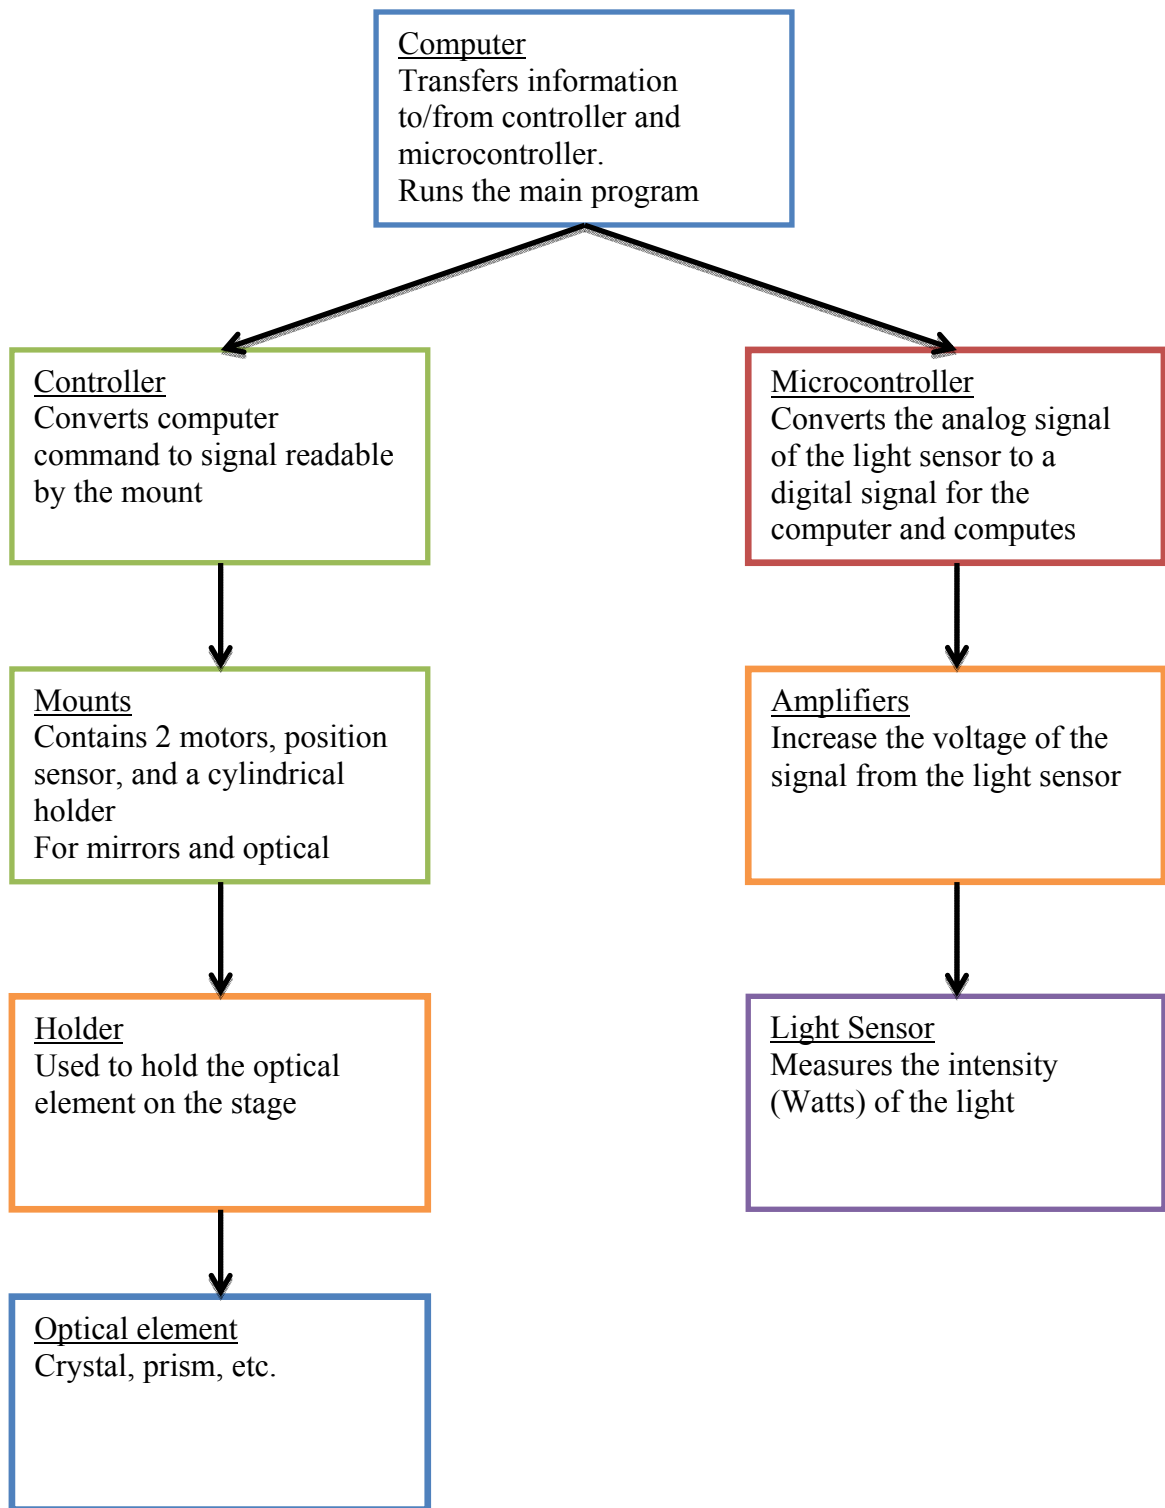 Computer
Transfers information
to/from controller and
microcontroller.
Runs the main program
Controller
Converts computer
command to signal readable
by the mount
Microcontroller
Converts the analog signal
of the light sensor to a
digital signal for the
computer and computes
Mounts
Contains 2 motors, position
sensor, and a cylindrical
holder
For mirrors and optical
Amplifiers
Increase the voltage of the
signal from the light sensor
Holder
Used to hold the optical
element on the stage
Light Sensor
Measures the intensity
(Watts) of the light
Optical element
Crystal, prism, etc.